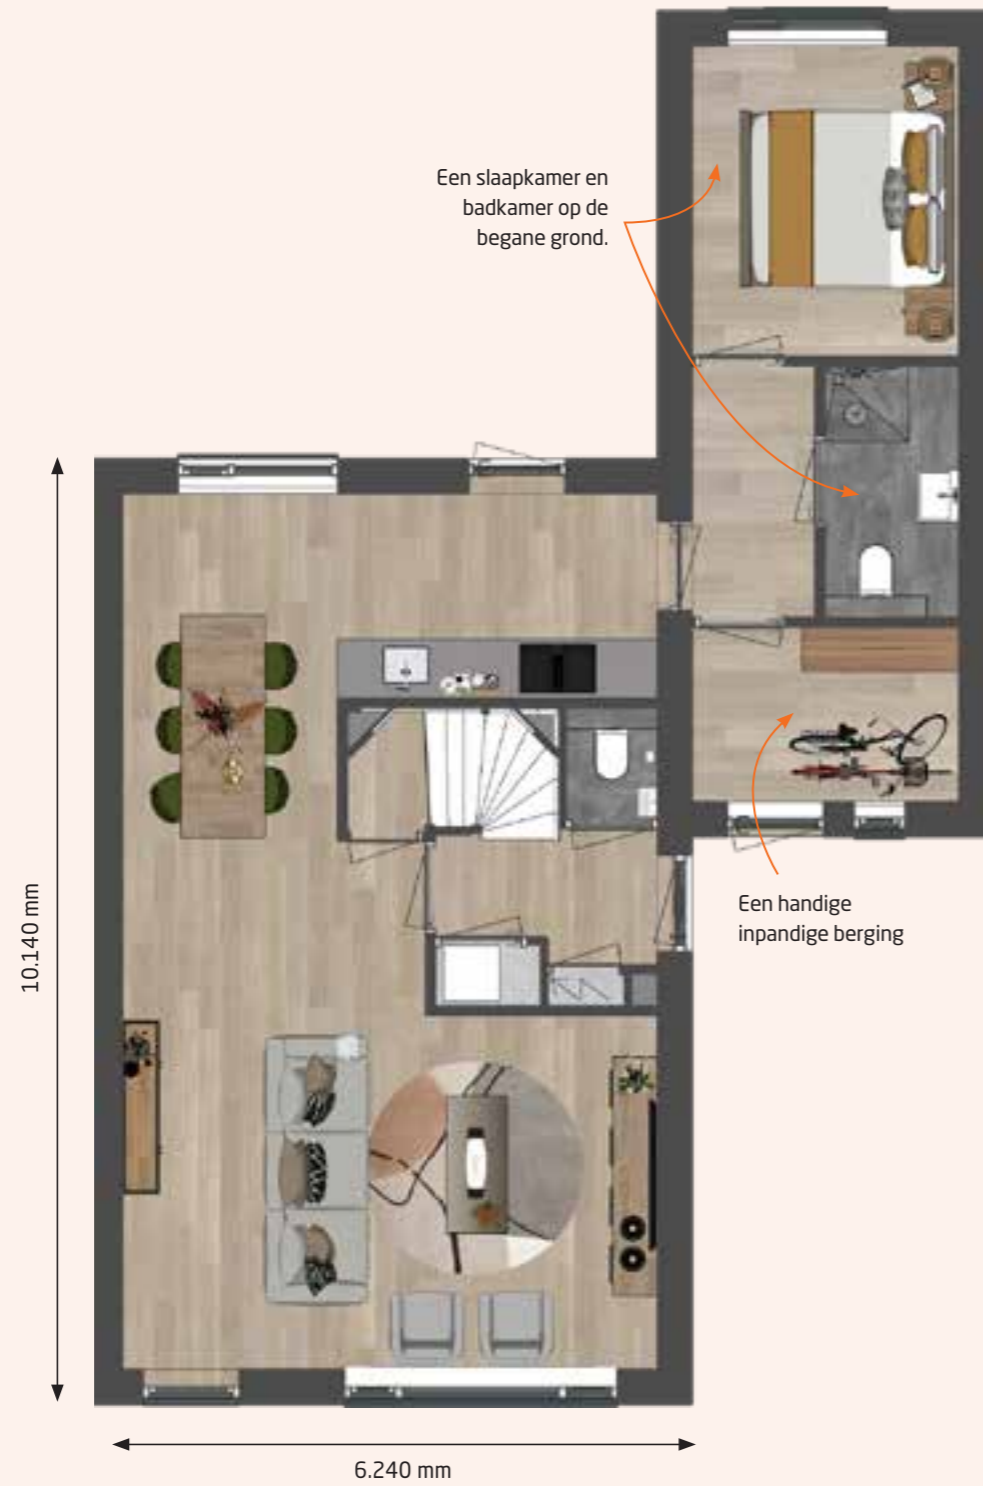 Een slaapkamer en
badkamer op de
begane grond.
Een handige
inpandige berging
10.140 mm
6.240 mm